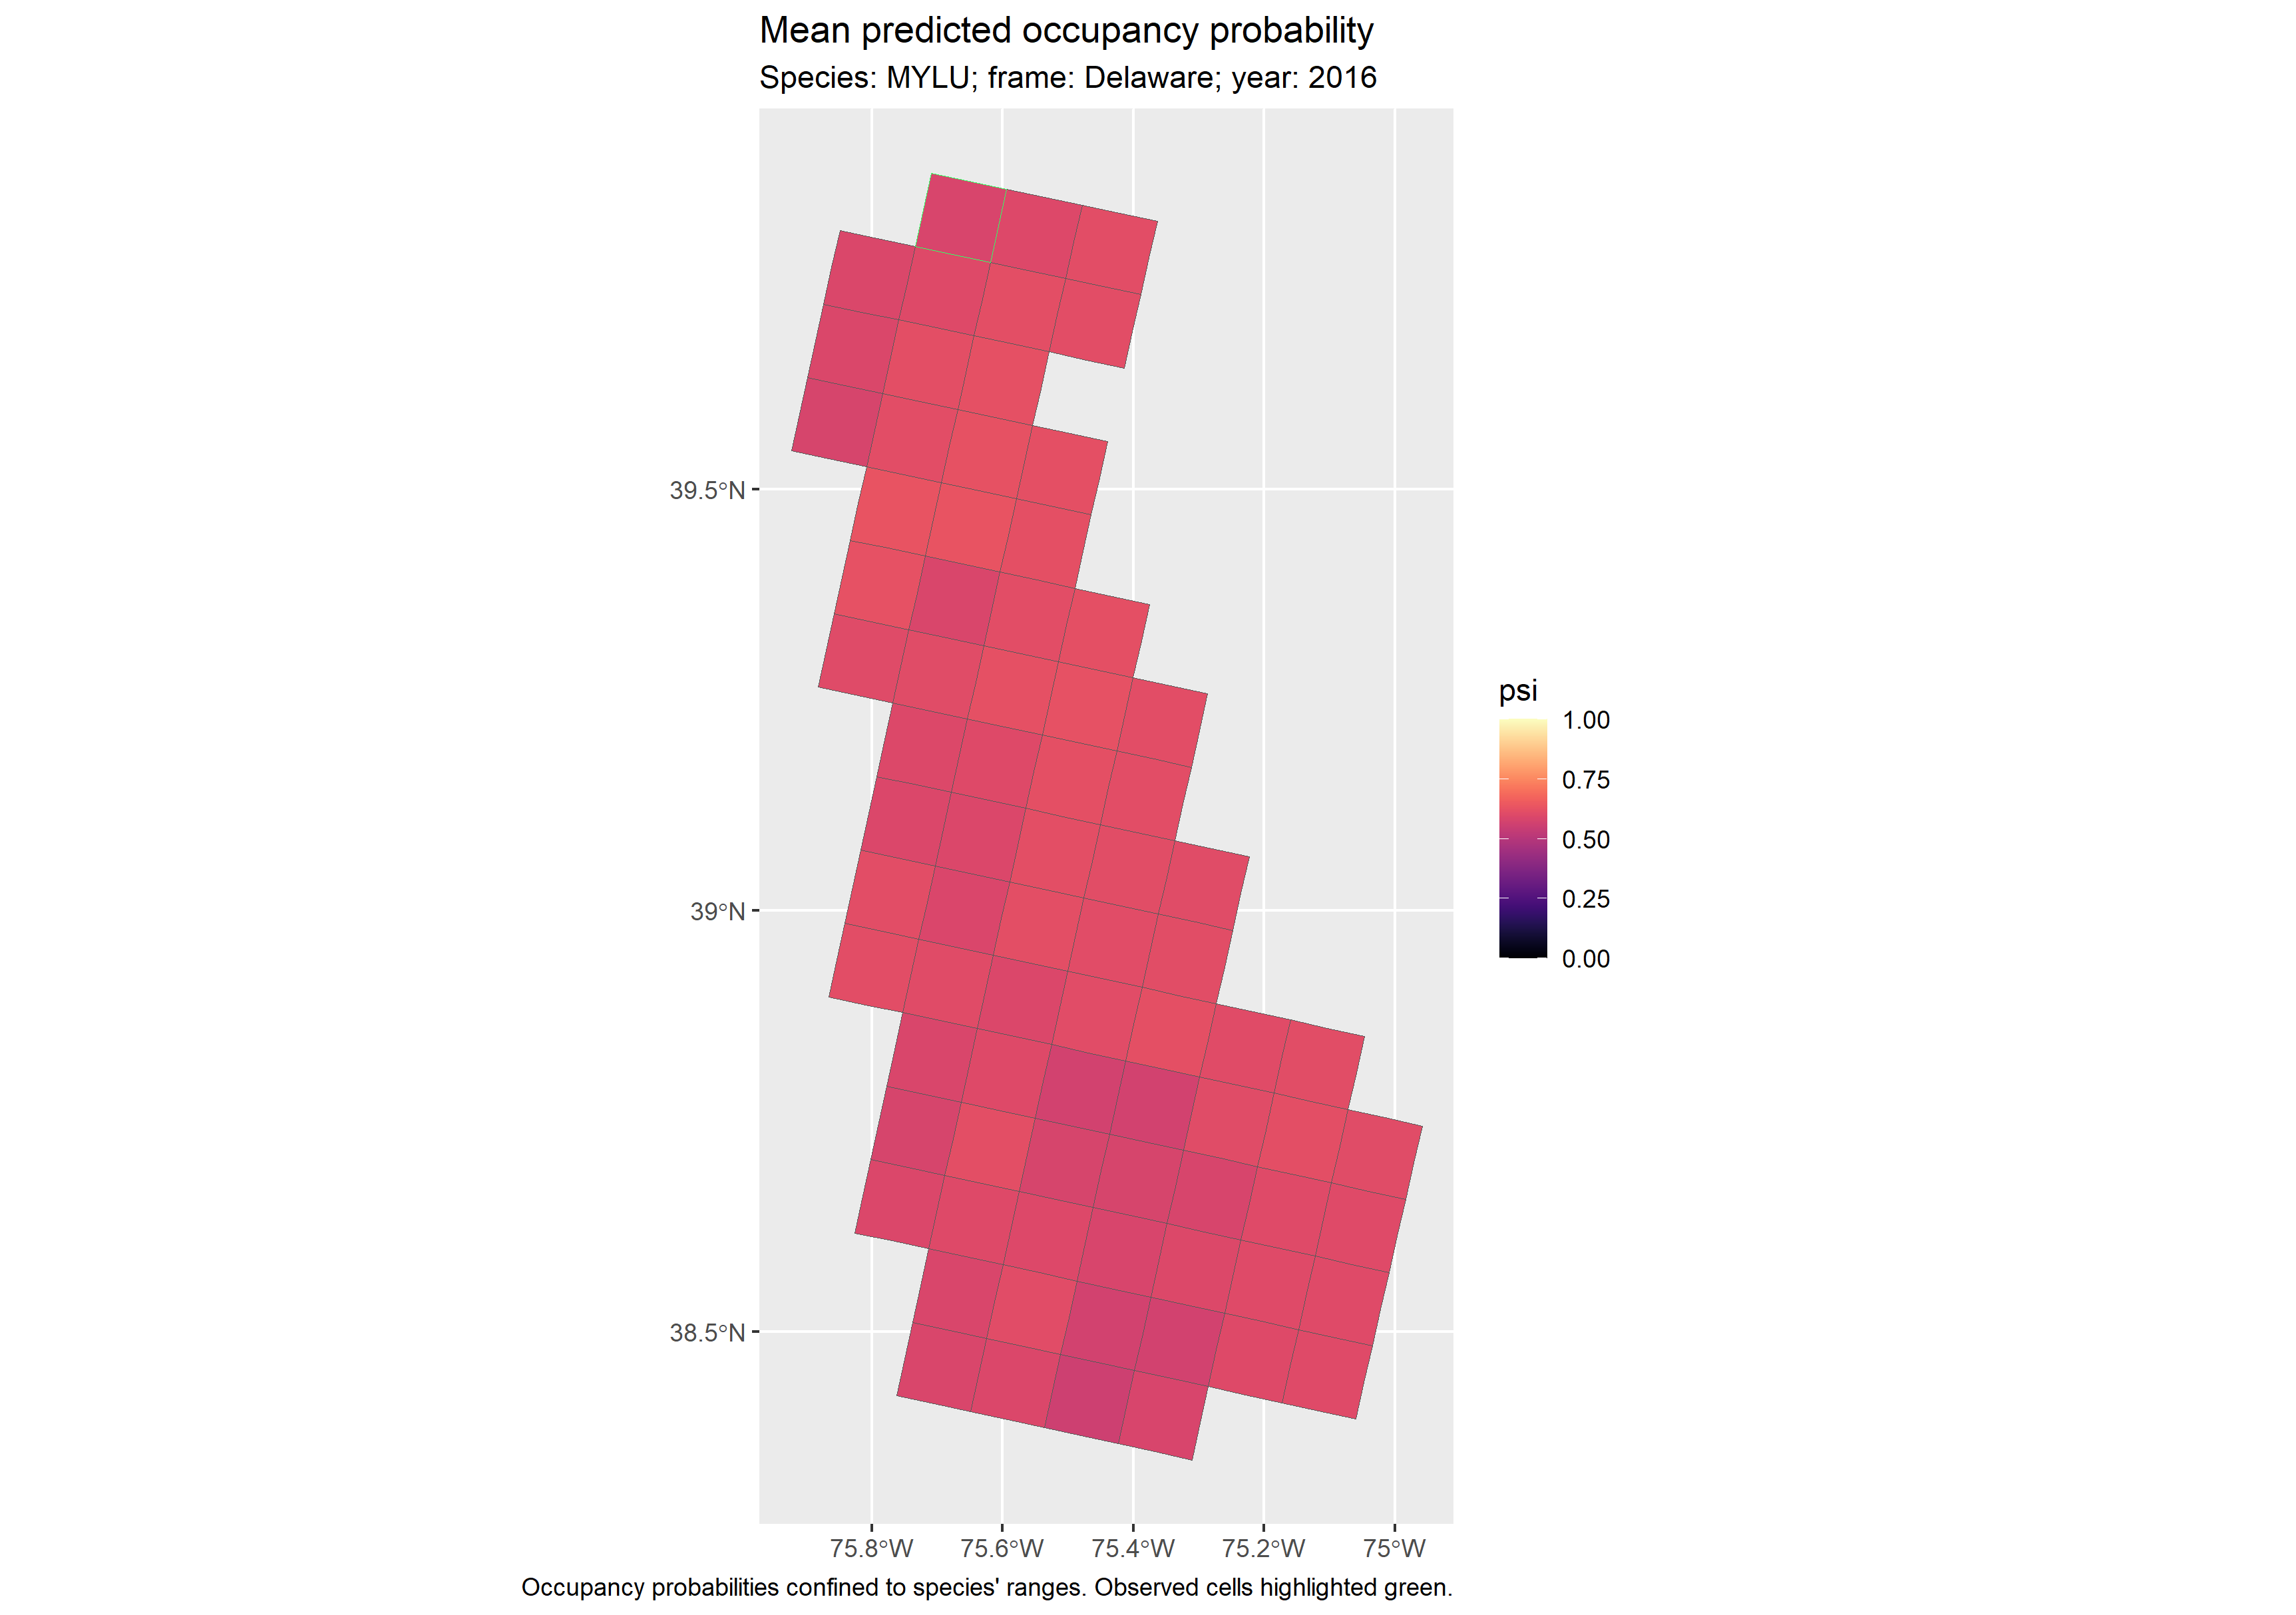 Mean predicted occupancy probability
Species: MYLU; frame: Delaware; year: 2016
39.5°N
39°N
38.5°N
75.8°W 75.6°W 75.4°W 75.2°W 75°W
psi
1.00
0.75
0.50
0.25
0.00
Occupancy probabilities confined to species' ranges. Observed cells highlighted green.